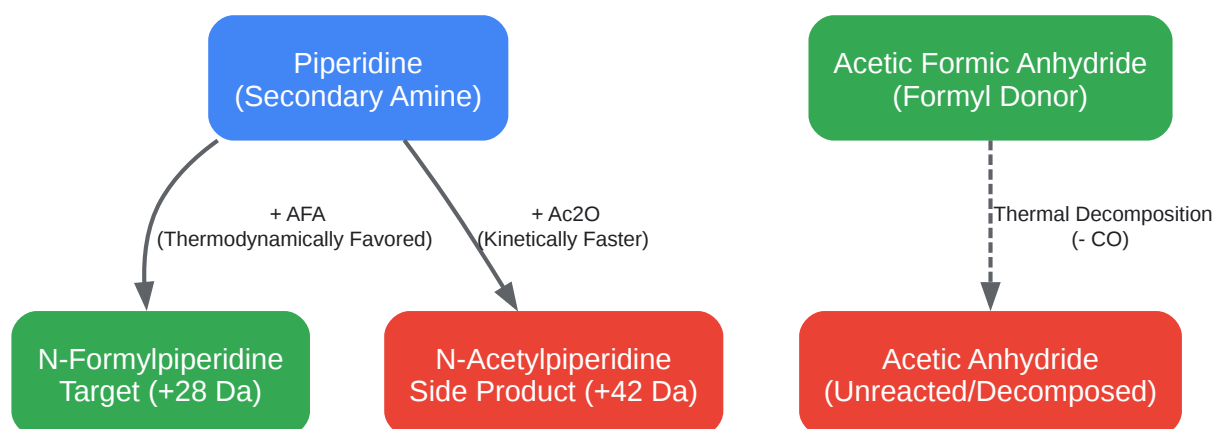 Piperidine
(Secondary Amine)
Acetic Formic Anhydride
(Formyl Donor)
+ AFA
(Thermodynamically Favored)
+ Ac2O
(Kinetically Faster)
Thermal Decomposition
(- CO)
N-Formylpiperidine
Target (+28 Da)
N-Acetylpiperidine
Side Product (+42 Da)
Acetic Anhydride
(Unreacted/Decomposed)